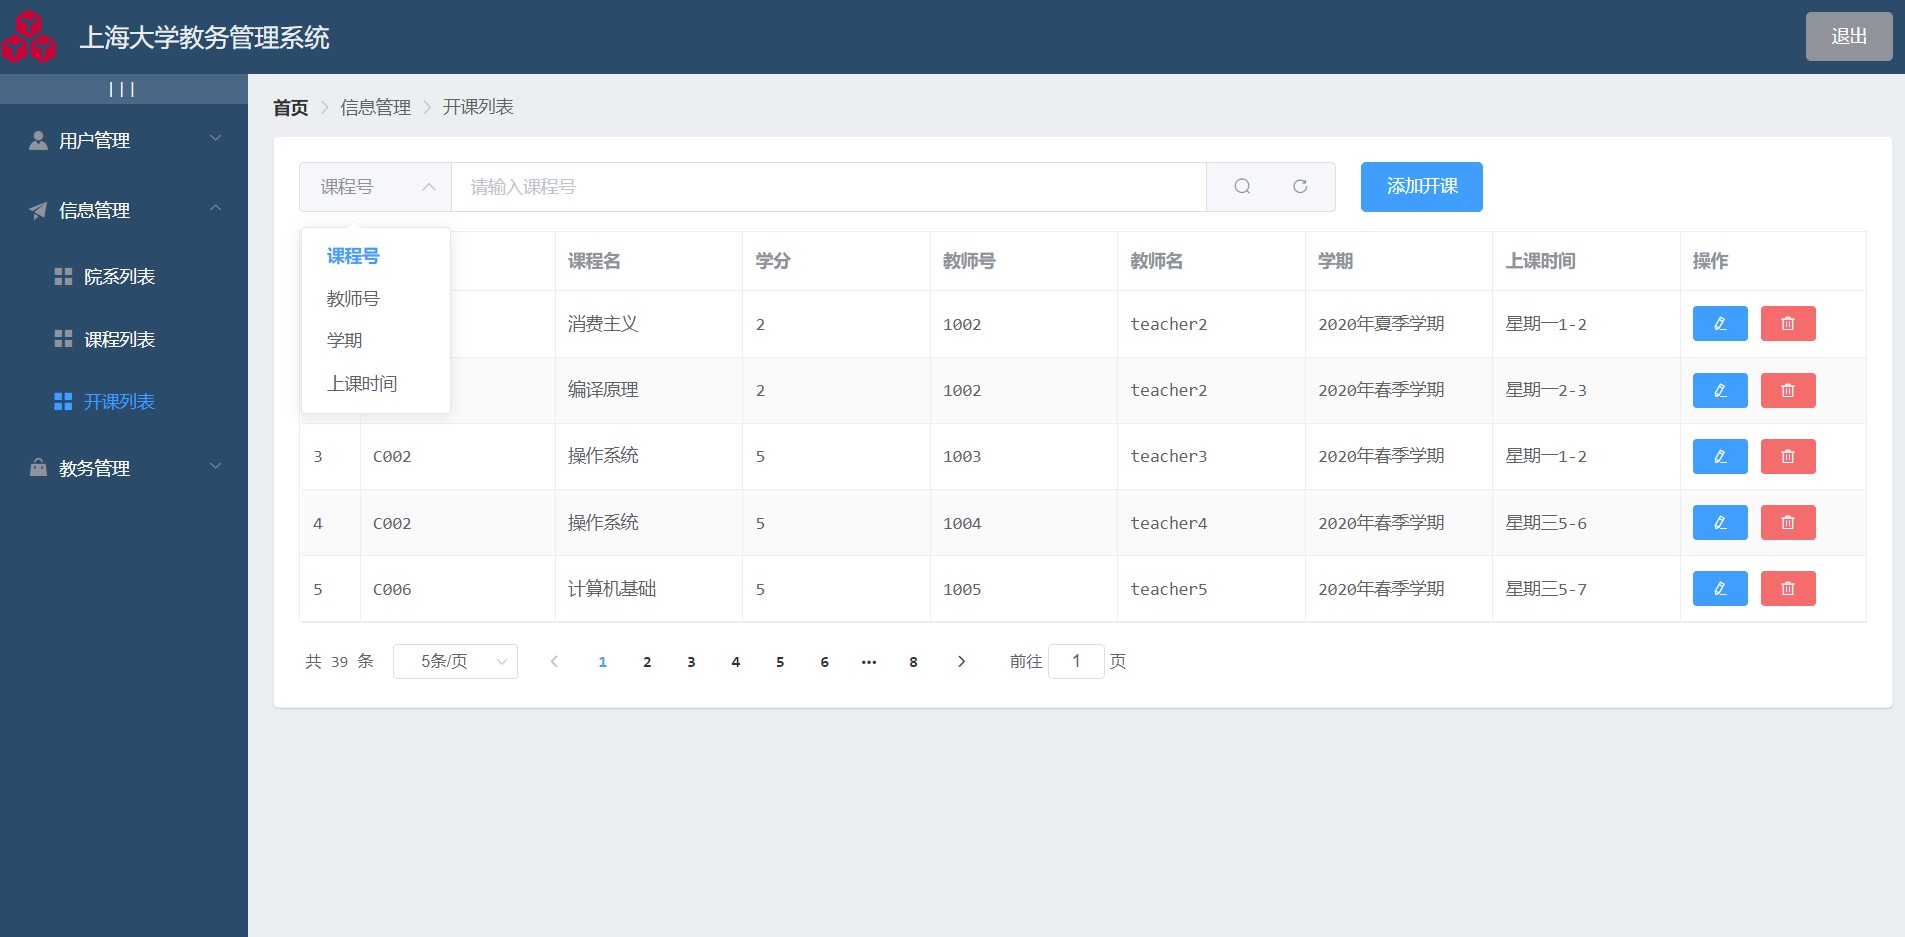 上海大学教务管理系统
退出
|||
首页 > 信息管理 > 开课列表
用户管理
信息管理
院系列表
课程列表
开课列表
教务管理
课程号 请输入课程号 添加开课
课程号
教师号
学期
上课时间
课程名 学分 教师号 教师名 学期 上课时间 操作
消费主义 2 1002 teacher2 2020年夏季学期 星期一1-2
编译原理 2 1002 teacher2 2020年春季学期 星期一2-3
3 C002 操作系统 5 1003 teacher3 2020年春季学期 星期一1-2
4 C002 操作系统 5 1004 teacher4 2020年春季学期 星期三5-6
5 C006 计算机基础 5 1005 teacher5 2020年春季学期 星期三5-7
共 39 条 5条/页 < 1 2 3 4 5 6 ··· 8 > 前往 1 页